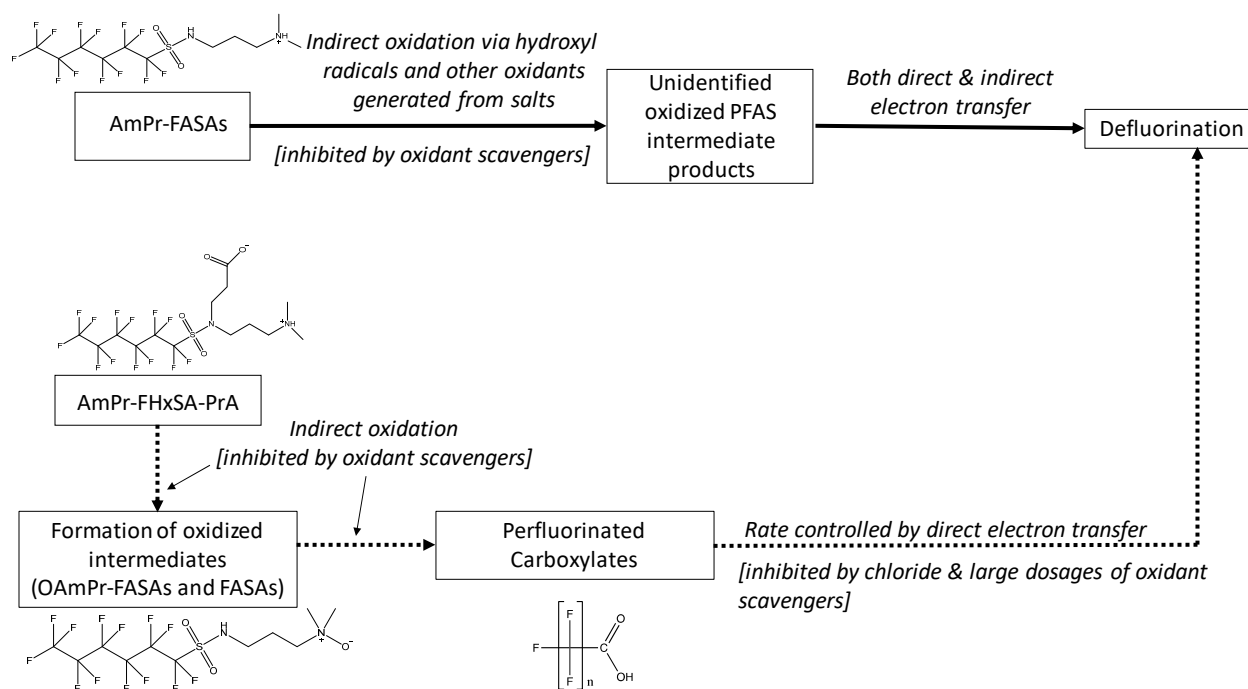 Indirect oxidation via hydroxyl
radicals and other oxidants
generated from salts
[inhibited by oxidant scavengers]
AmPr-FASAs
Unidentified
oxidized PFAS
intermediate
products
Both direct & indirect
electron transfer
Defluorination
AmPr-FHxSA-PrA
Indirect oxidation
[inhibited by oxidant scavengers]
Formation of oxidized
intermediates
(OAmPr-FASAs and FASAs)
Perfluorinated
Carboxylates
Rate controlled by direct electron transfer
[inhibited by chloride & large dosages of oxidant
scavengers]
F
F
F
O
OH
F
n